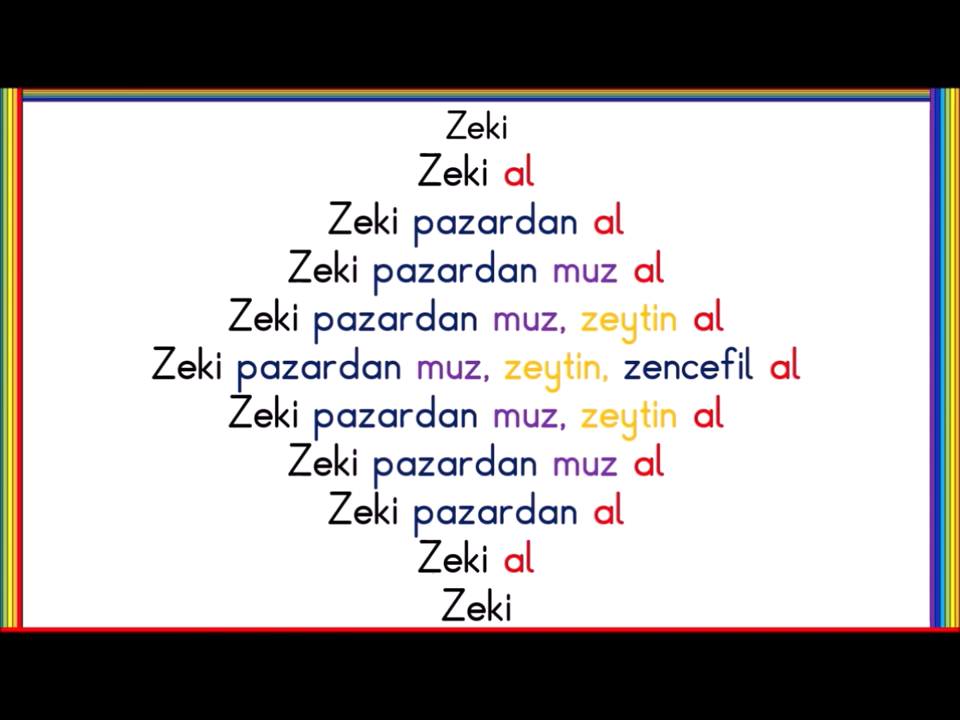 Zeki
Zeki al
Zeki pazardan al
Zeki pazardan muz al
Zeki pazardan muz, zeytin al
Zeki pazardan muz, zeytin, zencefil al
Zeki pazardan muz, zeytin al
Zeki pazardan muz al
Zeki pazardan al
Zeki al
Zeki